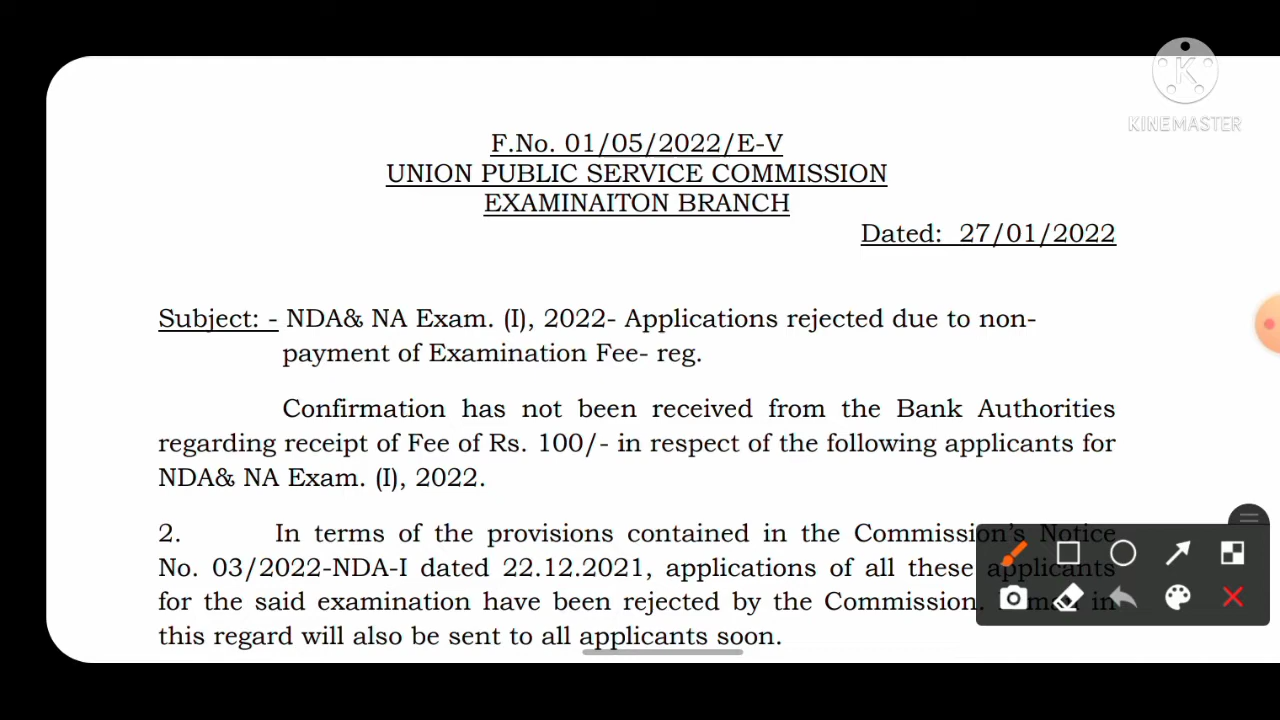 KINEMASTER
F.No. 01/05/2022/E-V
UNION PUBLIC SERVICE COMMISSION
EXAMINAITON BRANCH
Dated: 27/01/2022
Subject: - NDA& NA Exam. (I), 2022- Applications rejected due to non-
payment of Examination Fee- reg.
Confirmation has not been received from the Bank Authorities
regarding receipt of Fee of Rs. 100/- in respect of the following applicants for
NDA& NA Exam. (I), 2022.
2. In terms of the provisions contained in the Commission's Notice
No. 03/2022-NDA-I dated 22.12.2021, applications of all these applicants
for the said examination have been rejected by the Commission. in
this regard will also be sent to all applicants soon.